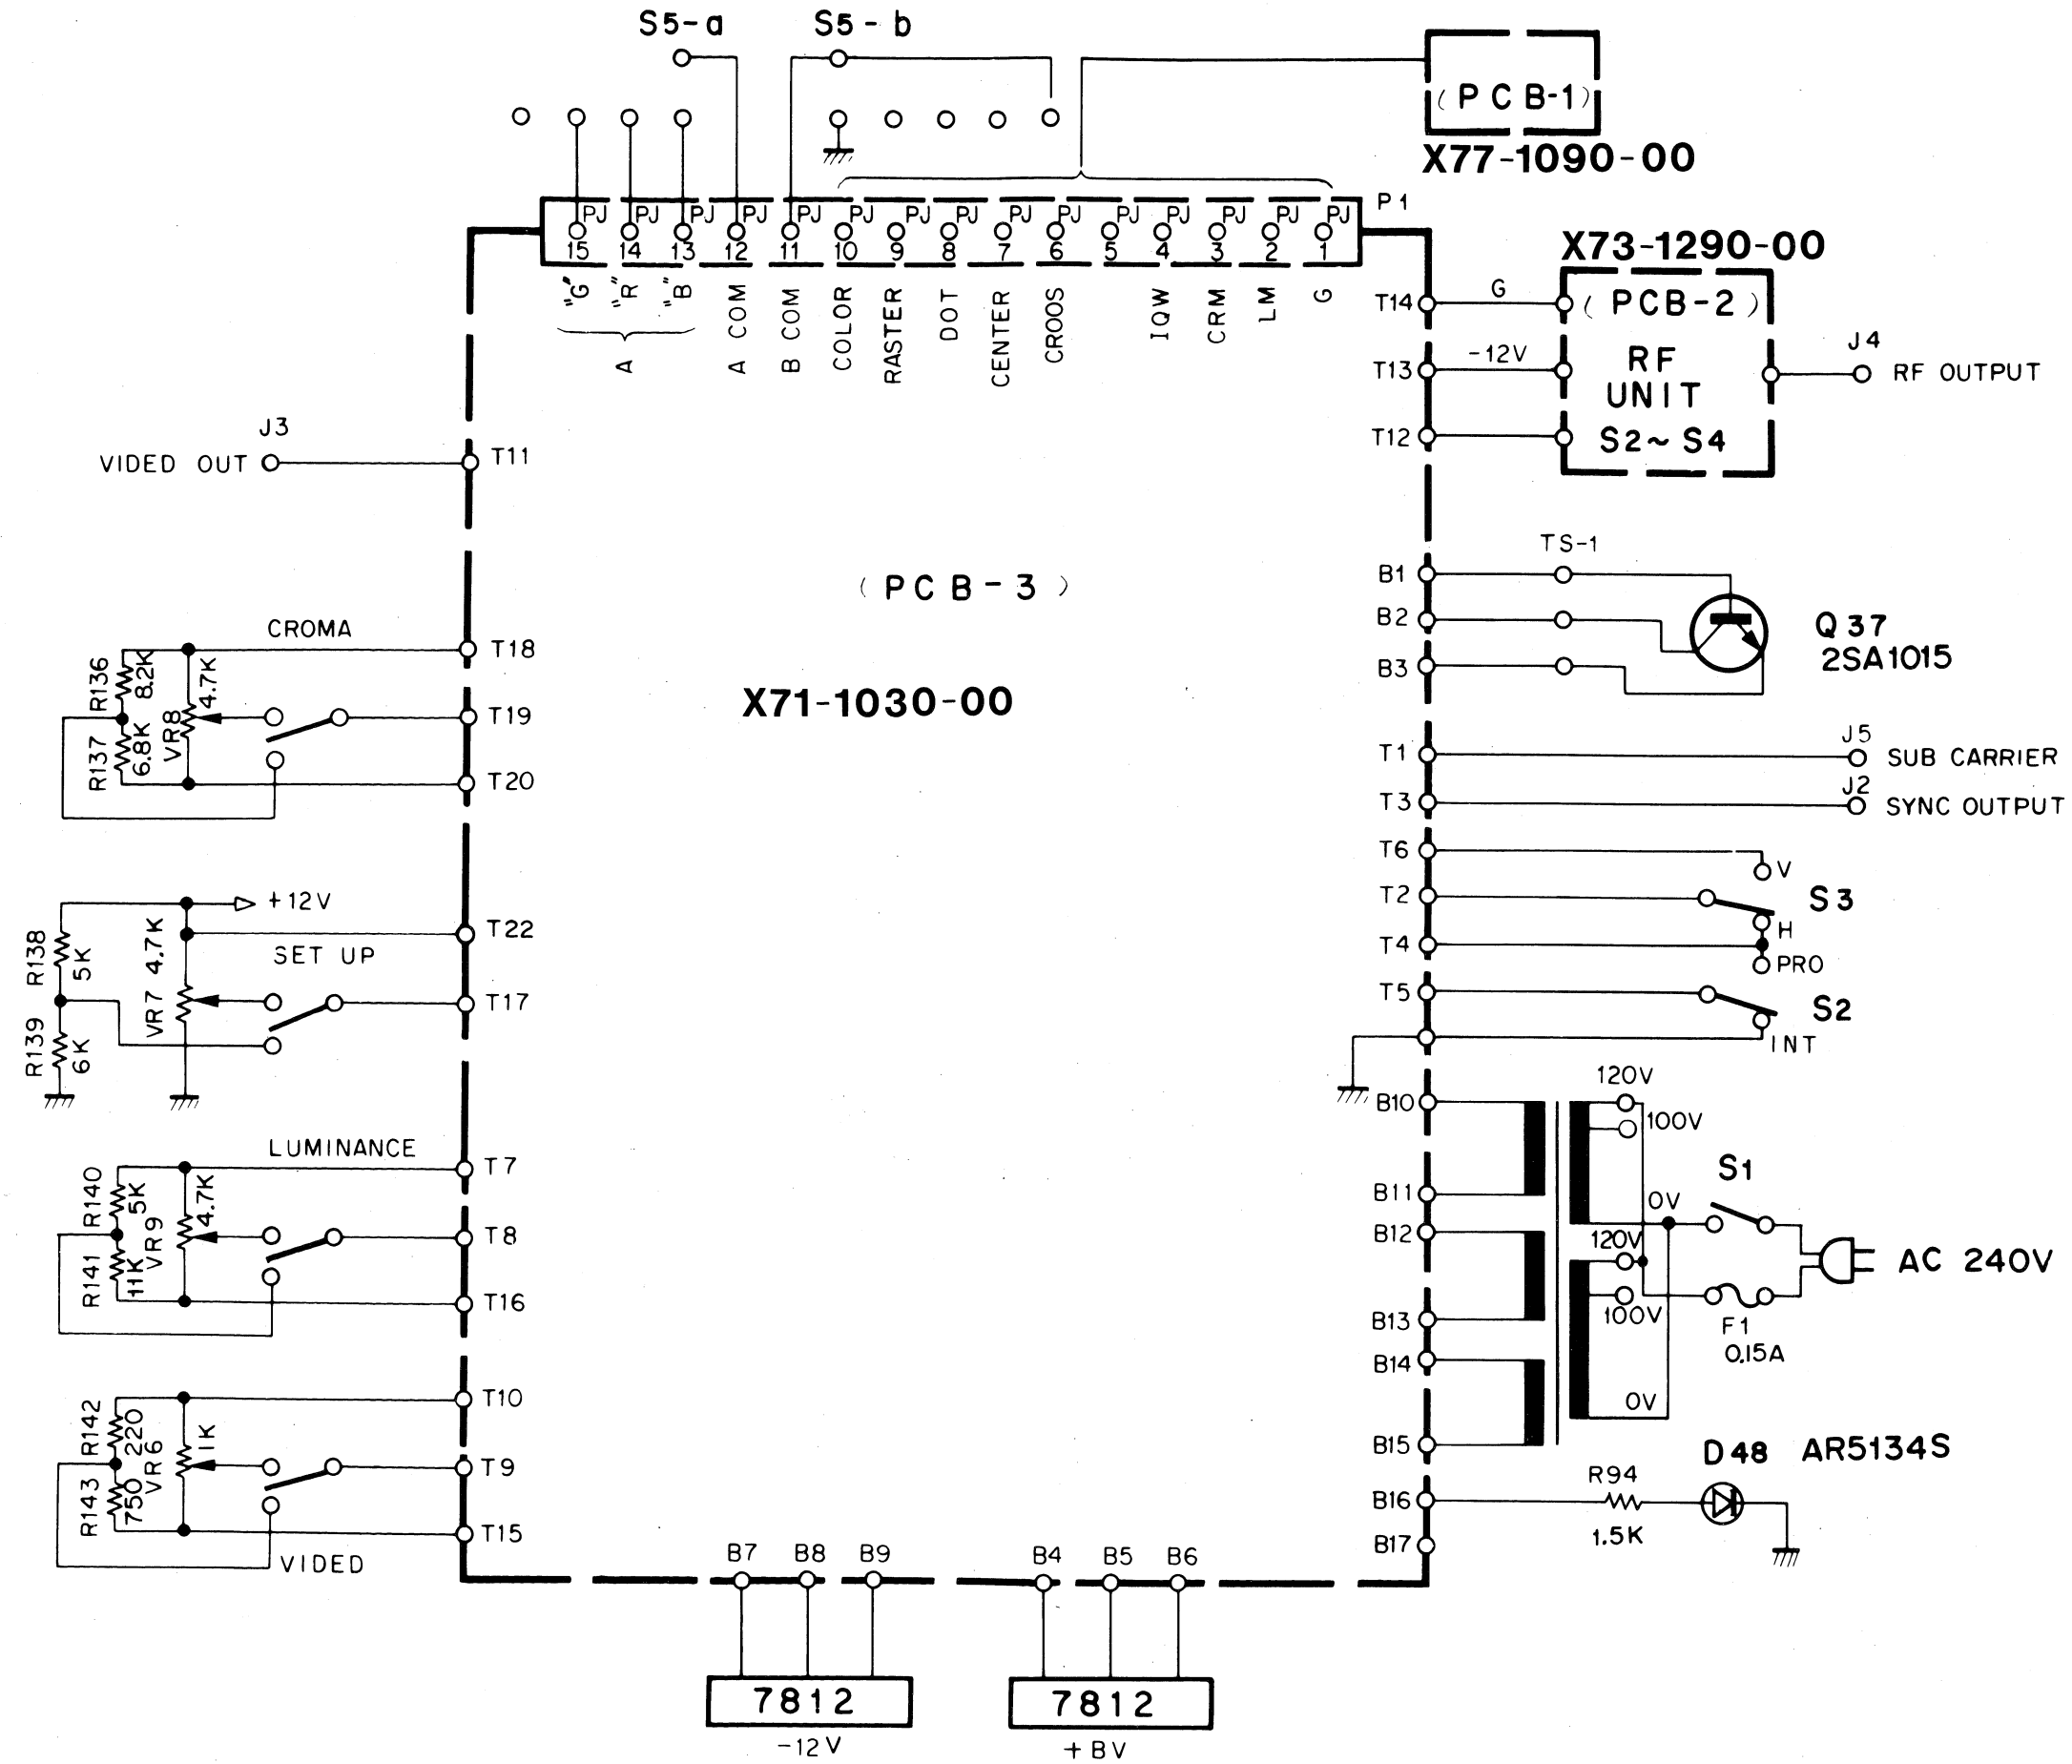 S5-a
S5-b
(PCB-1)
X77-1090-00
P1
PJ PJ PJ PJ PJ PJ PJ PJ PJ PJ PJ PJ PJ PJ PJ
15 14 13 12 11 10 9 8 7 6 5 4 3 2 1
"G"
"R"
"B"
A
A COM
B COM
COLOR
RASTER
DOT
CENTER
CROOS
IQW
CRM
LM
G
X73-1290-00
T14
G
(PCB-2)
T13
-12V
RF
UNIT
T12
S2~S4
J4
RF OUTPUT
J3
VIDED OUT
T11
(PCB-3)
X71-1030-00
TS-1
B1
B2
B3
Q37
2SA1015
CROMA
T18
R136
8.2K
4.7K
T19
R137
6.8K
VR8
T20
T1
J5
SUB CARRIER
T3
J2
SYNC OUTPUT
T6
V
T2
S3
H
T4
PRO
T5
S2
INT
+12V
T22
SET UP
R138
5K
4.7K
T17
VR7
R139
6K
LUMINANCE
T7
R140
5K
4.7K
T8
VR9
R141
11K
T16
B10
120V
100V
B11
0V
S1
B12
120V
AC 240V
100V
B13
F1
0.15A
B14
0V
B15
T10
R142
220
1K
T9
VR6
R143
750
T15
VIDED
D48 AR5134S
R94
B16
1.5K
B17
B7 B8 B9
B4 B5 B6
7812
-12V
7812
+BV